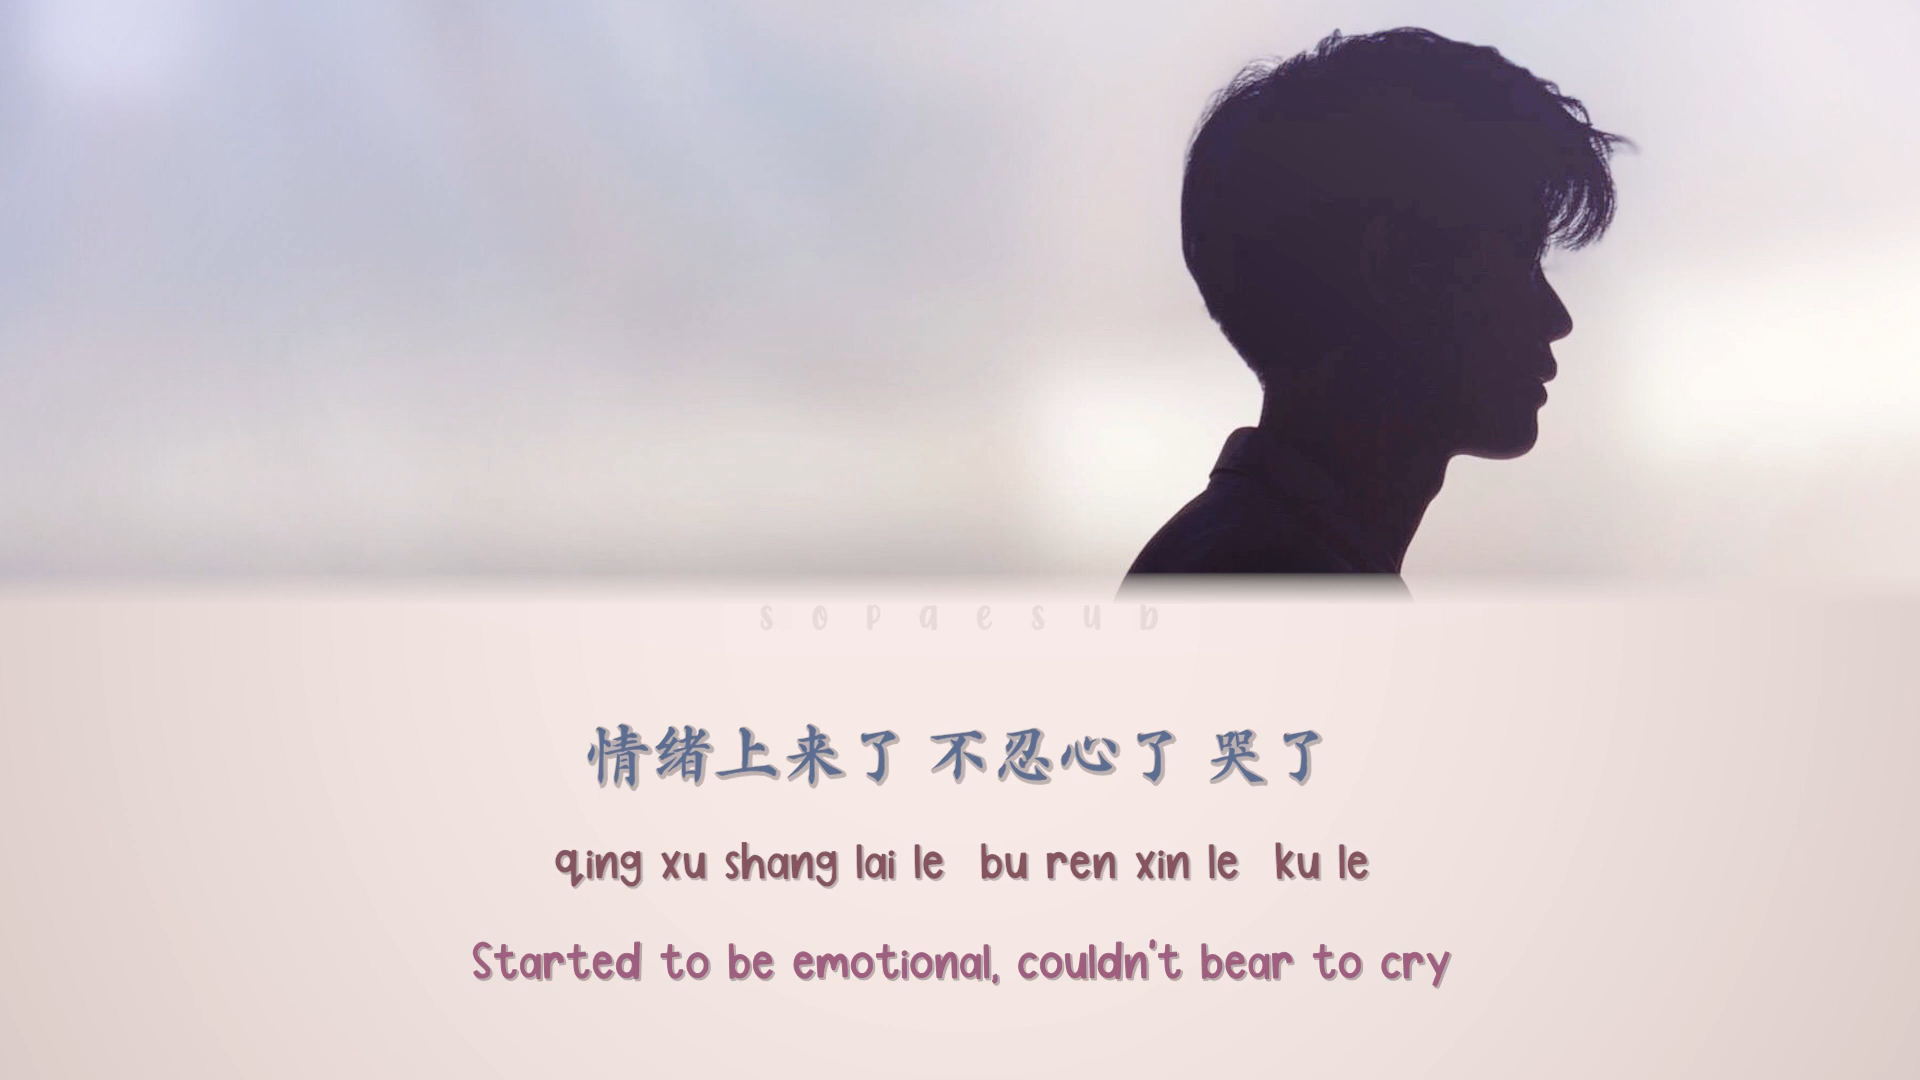 s o p a e s u b
情绪上来了 不忍心了 哭了
qing xu shang lai le  bu ren xin le  ku le
Started to be emotional, couldn't bear to cry